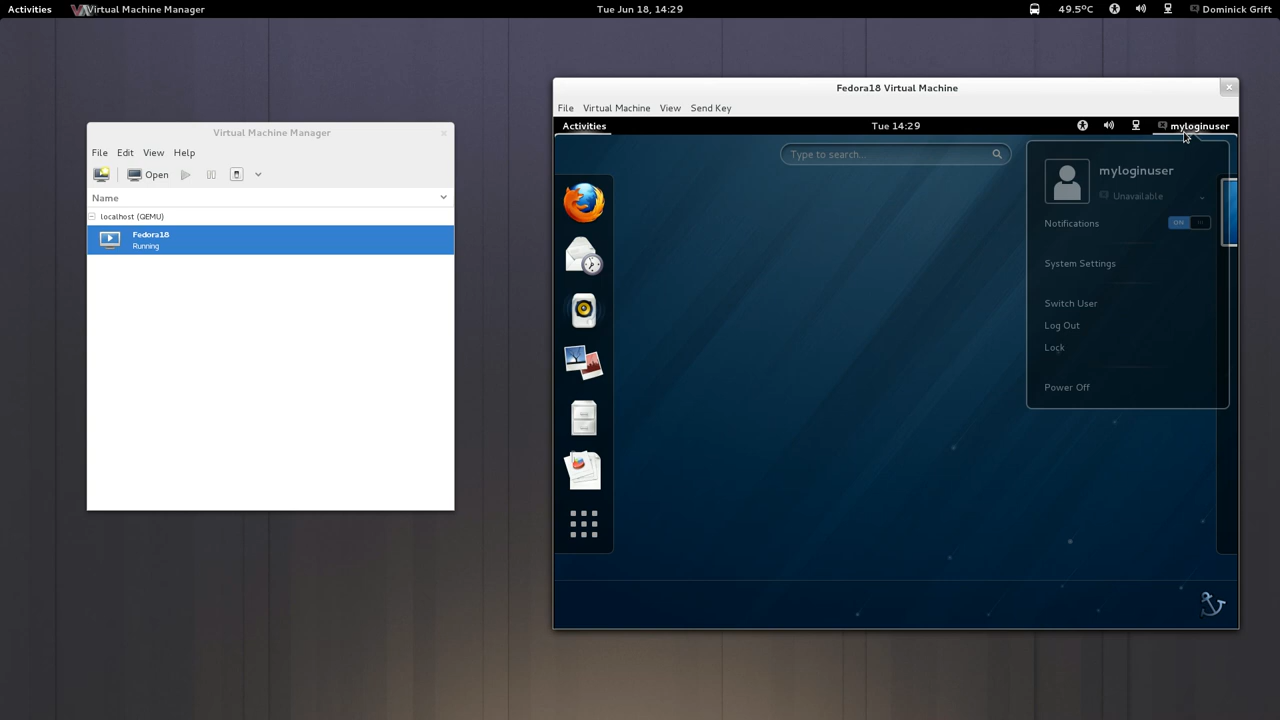 Activities Virtual Machine Manager Tue Jun 18, 14:29 49.5°C Dominick Grift
Virtual Machine Manager
File Edit View Help
Open
Name
localhost (QEMU)
Fedora18
Running
Fedora18 Virtual Machine
File Virtual Machine View Send Key
Activities Tue 14:29 myloginuser
Type to search...
myloginuser
Unavailable
Notifications ON
System Settings
Switch User
Log Out
Lock
Power Off